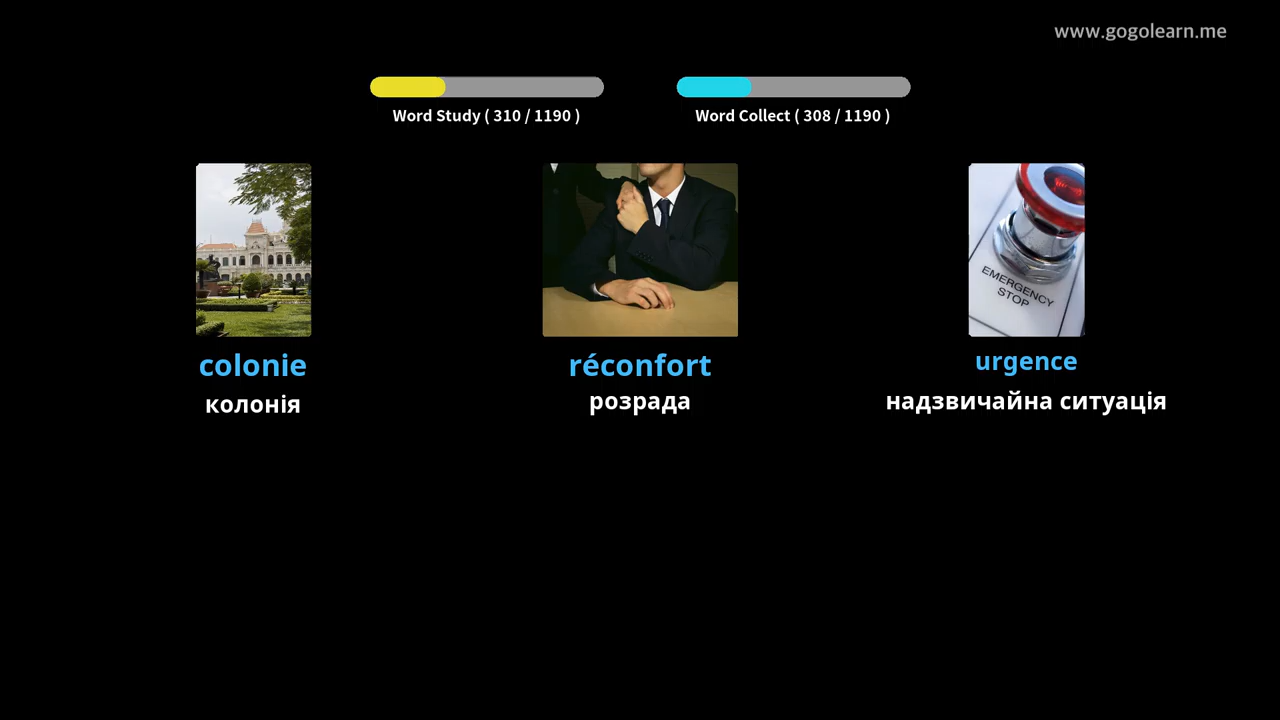 www.gogolearn.me
Word Study ( 310 / 1190 )
Word Collect ( 308 / 1190 )
EMERGENCY
STOP
colonie
réconfort
urgence
колонія
розрада
надзвичайна ситуація